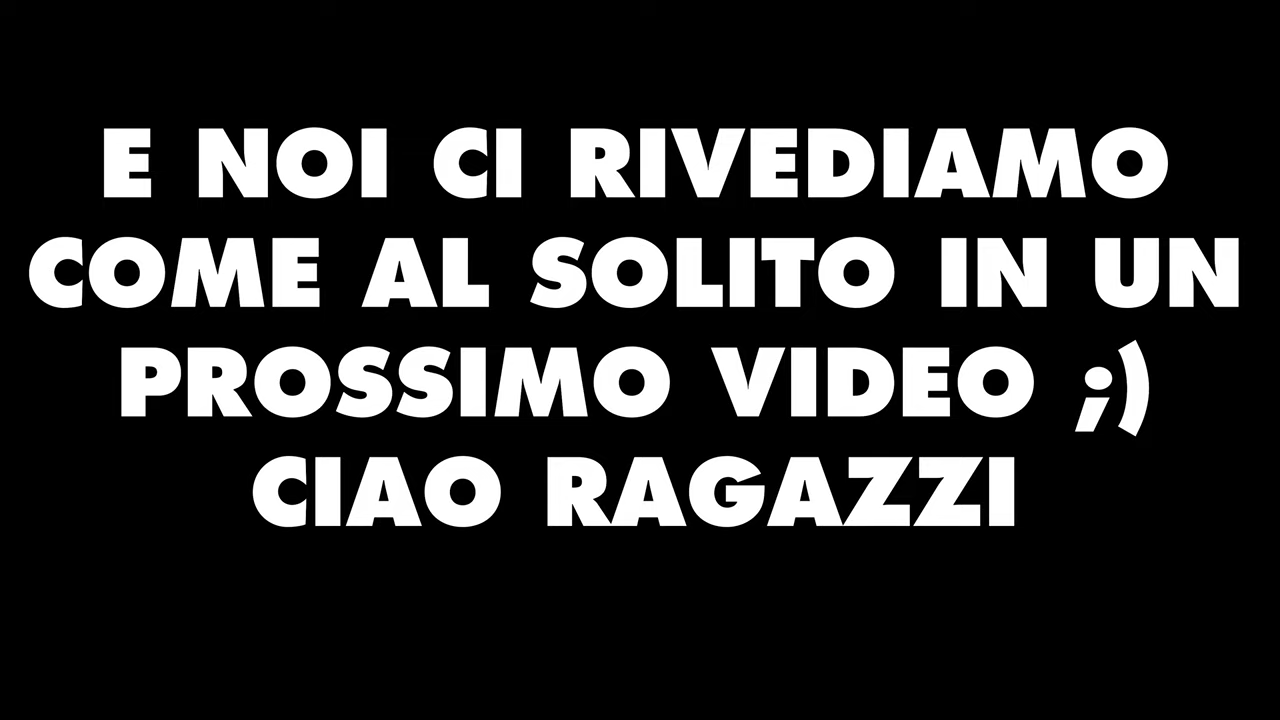 E NOI CI RIVEDIAMO
COME AL SOLITO IN UN
PROSSIMO VIDEO ;)
CIAO RAGAZZI